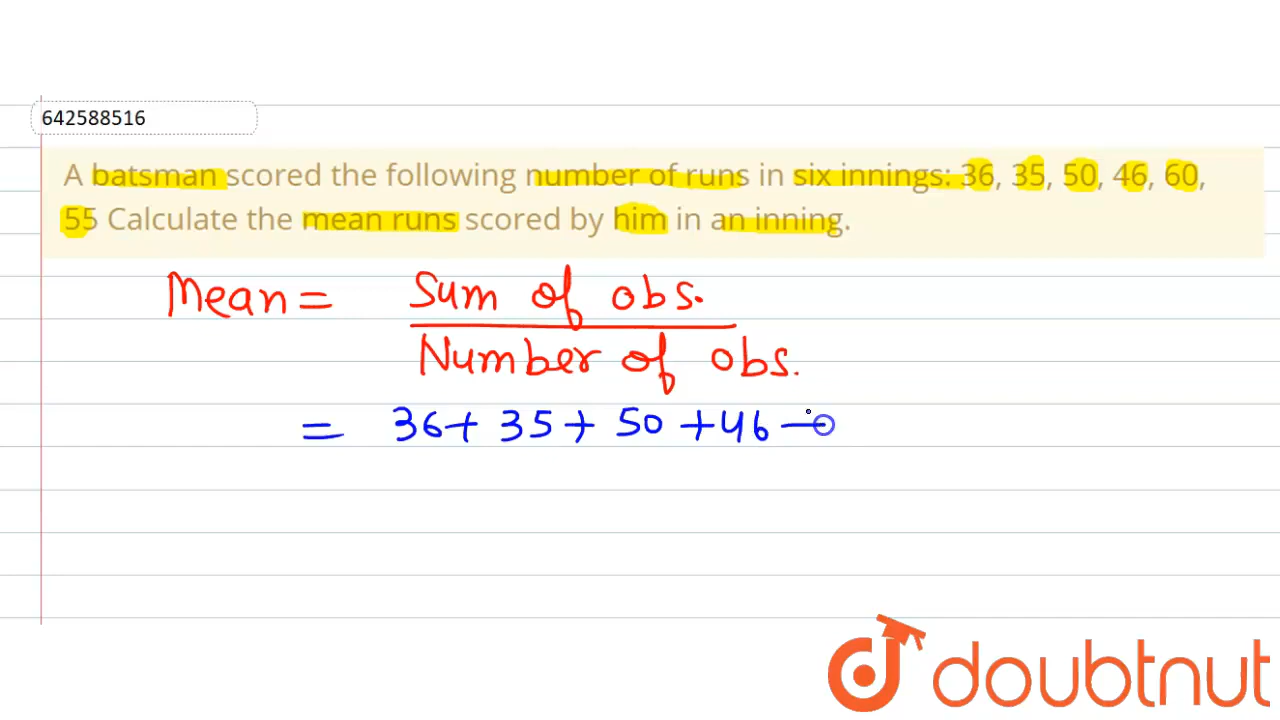 642588516
A batsman scored the following number of runs in six innings: 36, 35, 50, 46, 60,
55 Calculate the mean runs scored by him in an inning.
Mean = Sum of obs.
Number of obs.
= 36+ 35+ 50 +46 -
doubtnut